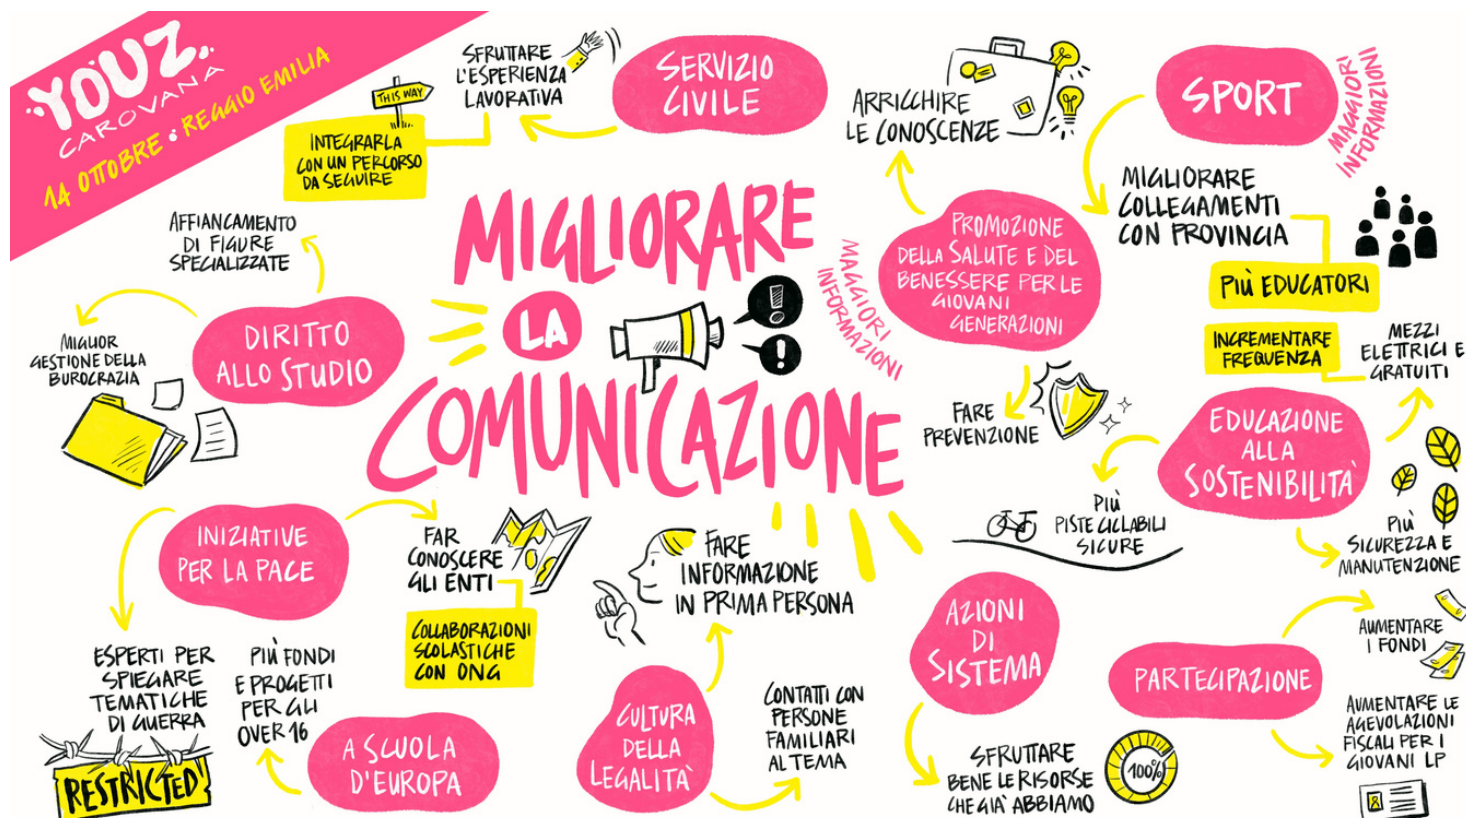 YOUZ
CAROVANA
14 OTTOBRE : REGGIO EMILIA
SFRUTTARE
L'ESPERIENZA
LAVORATIVA
SERVIZIO
CIVILE
THIS WAY
INTEGRARLA
CON UN PERCORSO
DA SEGUIRE
ARRICCHIRE
LE CONOSCENZE
SPORT
MAGGIORI
INFORMAZIONI
MIGLIORARE
COLLEGAMENTI
CON PROVINCIA
PIÙ EDUCATORI
AFFIANCAMENTO
DI FIGURE
SPECIALIZZATE
MIGLIORARE
LA
COMUNICAZIONE
!
!
MAGGIORI
INFORMAZIONI
PROMOZIONE
DELLA SALUTE E DEL
BENESSERE PER LE
GIOVANI
GENERAZIONI
DIRITTO
ALLO STUDIO
MIGLIOR
GESTIONE DELLA
BUROCRAZIA
FARE
PREVENZIONE
INCREMENTARE
FREQUENZA
MEZZI
ELETTRICI E
GRATUITI
EDUCAZIONE
ALLA
SOSTENIBILITÀ
PIÙ
PISTE CICLABILI
SICURE
PIÙ
SICUREZZA E
MANUTENZIONE
INIZIATIVE
PER LA PACE
FAR
CONOSCERE
GLI ENTI
COLLABORAZIONI
SCOLASTICHE
CON ONG
FARE
INFORMAZIONE
IN PRIMA PERSONA
ESPERTI PER
SPIEGARE
TEMATICHE
DI GUERRA
RESTRICTED
PIÙ FONDI
E PROGETTI
PER GLI
OVER 16
A SCUOLA
D'EUROPA
CULTURA
DELLA
LEGALITÀ
CONTATTI CON
PERSONE
FAMILIARI
AL TEMA
AZIONI
DI
SISTEMA
SFRUTTARE
BENE LE RISORSE
CHE GIÀ ABBIAMO
100%
PARTECIPAZIONE
AUMENTARE
I FONDI
AUMENTARE LE
AGEVOLAZIONI
FISCALI PER I
GIOVANI LP